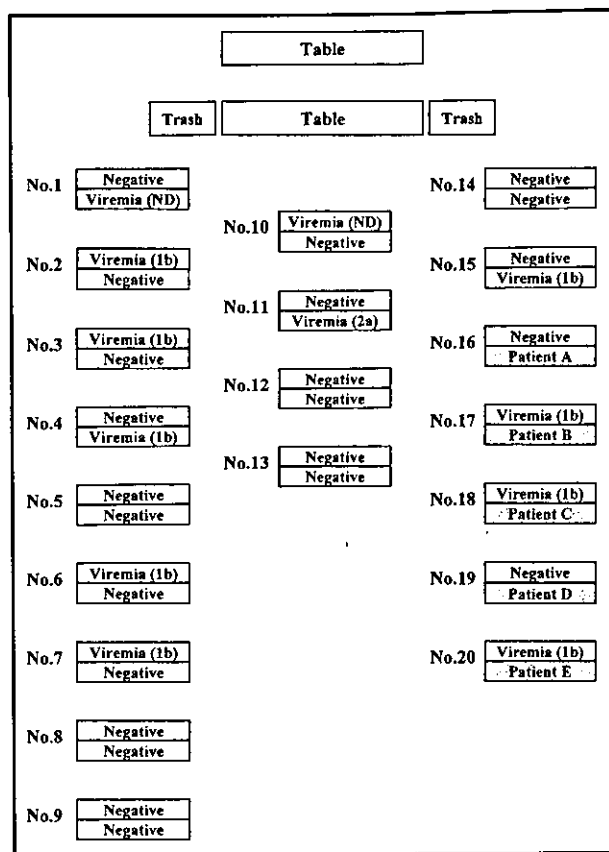 Table
Trash Table Trash
No.1 Negative
Viremia (ND)
No.2 Viremia (1b)
Negative
No.3 Viremia (1b)
Negative
No.4 Negative
Viremia (1b)
No.5 Negative
Negative
No.6 Viremia (1b)
Negative
No.7 Viremia (1b)
Negative
No.8 Negative
Negative
No.9 Negative
Negative
No.10 Viremia (ND)
Negative
No.11 Negative
Viremia (2a)
No.12 Negative
Negative
No.13 Negative
Negative
No.14 Negative
Negative
No.15 Negative
Viremia (1b)
No.16 Negative
Patient A
No.17 Viremia (1b)
Patient B
No.18 Viremia (1b)
Patient C
No.19 Negative
Patient D
No.20 Viremia (1b)
Patient E